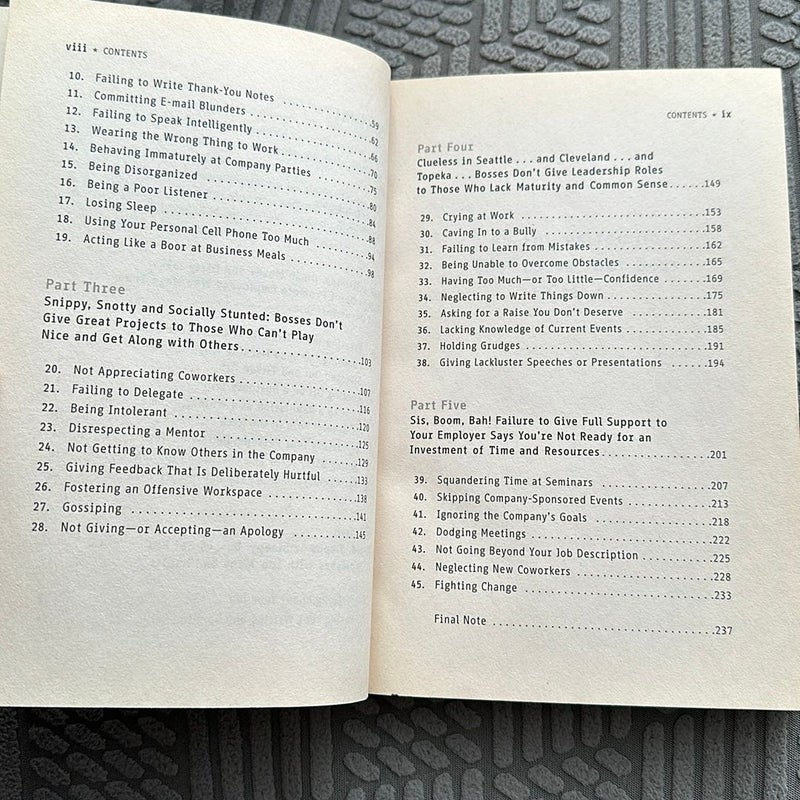 viii * CONTENTS
10. Failing to Write Thank-You Notes ..........59
11. Committing E-mail Blunders ..........62
12. Failing to Speak Intelligently ..........66
13. Wearing the Wrong Thing to Work ..........70
14. Behaving Immaturely at Company Parties ..........75
15. Being Disorganized ..........80
16. Being a Poor Listener ..........84
17. Losing Sleep ..........88
18. Using Your Personal Cell Phone Too Much ..........94
19. Acting Like a Boor at Business Meals ..........98
Part Three
Snippy, Snotty and Socially Stunted: Bosses Don't
Give Great Projects to Those Who Can't Play
Nice and Get Along with Others ..........103
20. Not Appreciating Coworkers ..........107
21. Failing to Delegate ..........116
22. Being Intolerant ..........120
23. Disrespecting a Mentor ..........125
24. Not Getting to Know Others in the Company ..........129
25. Giving Feedback That Is Deliberately Hurtful ......133
26. Fostering an Offensive Workspace ..........138
27. Gossiping ..........141
28. Not Giving—or Accepting—an Apology ..........145
CONTENTS * ix
Part Four
Clueless in Seattle . . . and Cleveland . . . and
Topeka . . . Bosses Don't Give Leadership Roles
to Those Who Lack Maturity and Common Sense ......149
29. Crying at Work ..........153
30. Caving In to a Bully ..........158
31. Failing to Learn from Mistakes ..........162
32. Being Unable to Overcome Obstacles ..........165
33. Having Too Much—or Too Little—Confidence ......169
34. Neglecting to Write Things Down ..........175
35. Asking for a Raise You Don't Deserve ..........181
36. Lacking Knowledge of Current Events ..........185
37. Holding Grudges ..........191
38. Giving Lackluster Speeches or Presentations ......194
Part Five
Sis, Boom, Bah! Failure to Give Full Support to
Your Employer Says You're Not Ready for an
Investment of Time and Resources ..........201
39. Squandering Time at Seminars ..........207
40. Skipping Company-Sponsored Events ..........213
41. Ignoring the Company's Goals ..........218
42. Dodging Meetings ..........222
43. Not Going Beyond Your Job Description ..........225
44. Neglecting New Coworkers ..........228
45. Fighting Change ..........233
Final Note ..........237